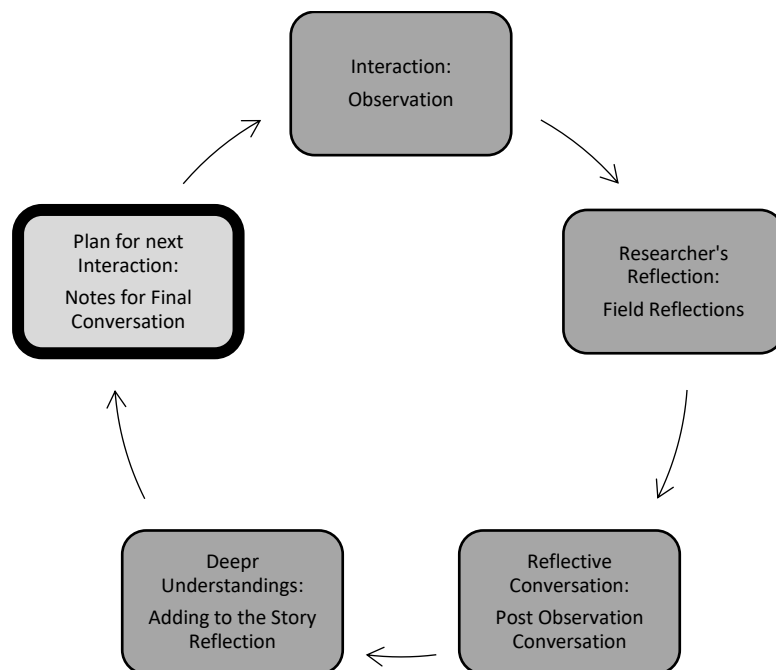 Interaction:
Observation
Researcher's
Reflection:
Field Reflections
Reflective
Conversation:
Post Observation
Conversation
Deepr
Understandings:
Adding to the Story
Reflection
Plan for next
Interaction:
Notes for Final
Conversation